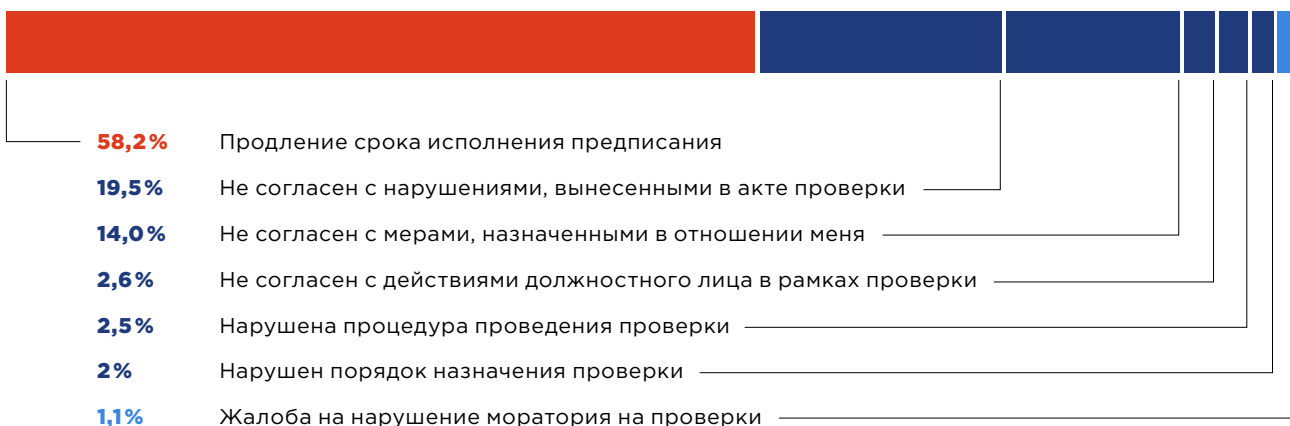 58,2% Продление срока исполнения предписания
19,5% Не согласен с нарушениями, вынесенными в акте проверки
14,0% Не согласен с мерами, назначенными в отношении меня
2,6% Не согласен с действиями должностного лица в рамках проверки
2,5% Нарушена процедура проведения проверки
2% Нарушен порядок назначения проверки
1,1% Жалоба на нарушение моратория на проверки